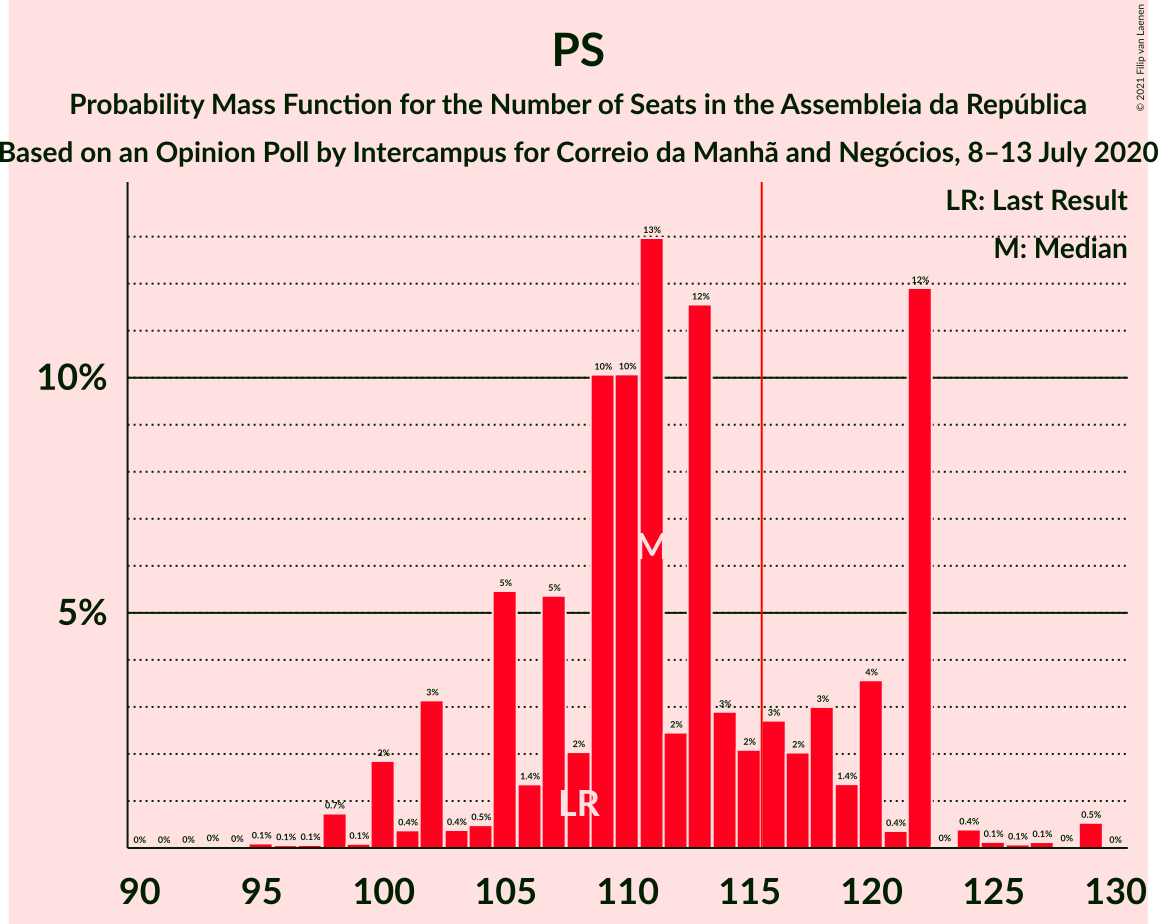 PS
Probability Mass Function for the Number of Seats in the Assembleia da República
Based on an Opinion Poll by Intercampus for Correio da Manhã and Negócios, 8–13 July 2020
© 2021 Filip van Laenen
LR: Last Result
M: Median
10%
5%
0% 0% 0% 0% 0% 0.1% 0.1% 0.1% 0.7% 0.1% 2% 0.4% 3% 0.4% 0.5% 5% 1.4% 5% 2% 10% 10% 13% 2% 12% 3% 2% 3% 2% 3% 1.4% 4% 0.4% 12% 0% 0.4% 0.1% 0.1% 0.1% 0% 0.5% 0%
M
LR
90 95 100 105 110 115 120 125 130